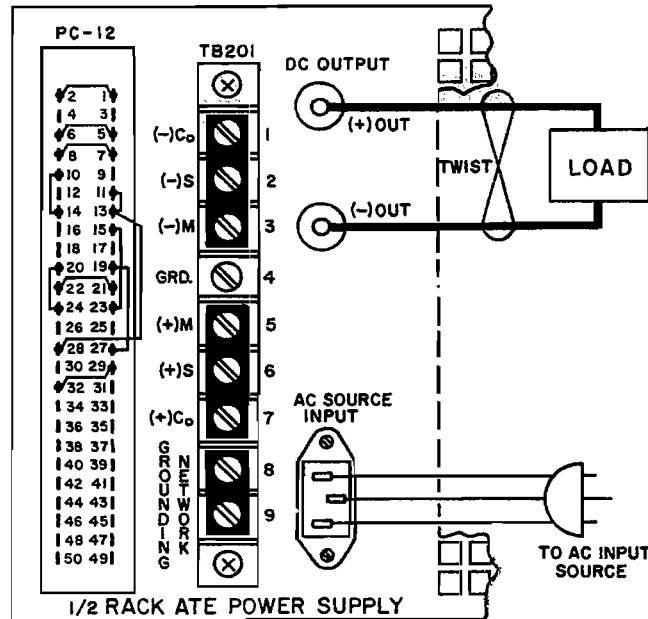 PC-12
2 1
4 3
6 5
8 7
10 9
12 11
14 13
16 15
18 17
20 19
22 21
24 23
26 25
28 27
30 29
32 31
34 33
36 35
38 37
40 39
42 41
44 43
46 45
48 47
50 49
TB201
(-)Co 1
(-)S 2
(-)M 3
GRD. 4
(+)M 5
(+)S 6
(+)Co 7
8
9
GROUNDING
NETWORK
DC OUTPUT
(+)OUT
TWIST
LOAD
(-)OUT
AC SOURCE
INPUT
TO AC INPUT
SOURCE
1/2 RACK ATE POWER SUPPLY